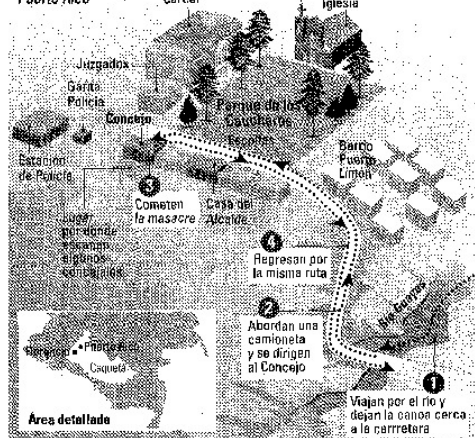 Puerto Rico
Iglesia
Juzgados
Garita
Policía
Concejo
Parque de los
Caucheros
Escoltas
Estación
de Policía
Barrio
Puerto
Limón
3
Cometen
la masacre
Casa del
Alcalde
Lugar
por donde
escapan
algunos
concejales
4
Regresan por
la misma ruta
2
Abordan una
camioneta
y se dirigen
al Concejo
Río Guayas
1
Viajan por el río y
dejan la canoa cerca
a la carrretera
Florencia
Puerto Rico
Caquetá
Área detallada